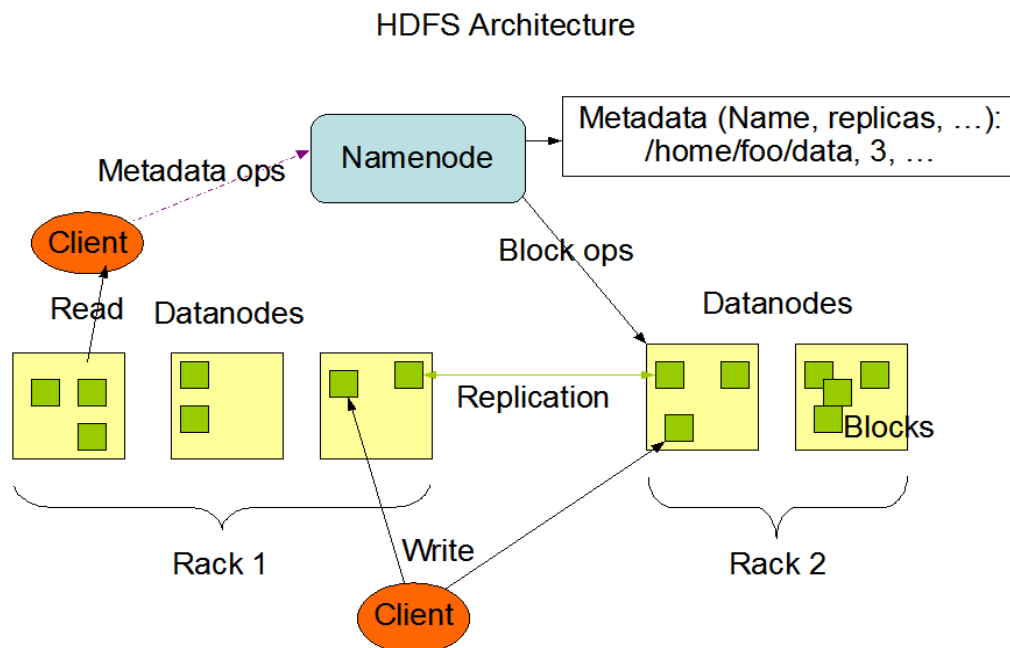 HDFS Architecture
Metadata (Name, replicas, …):
/home/foo/data, 3, …
Namenode
Metadata ops
Client
Block ops
Read
Datanodes
Datanodes
Replication
Blocks
Rack 1
Write
Rack 2
Client